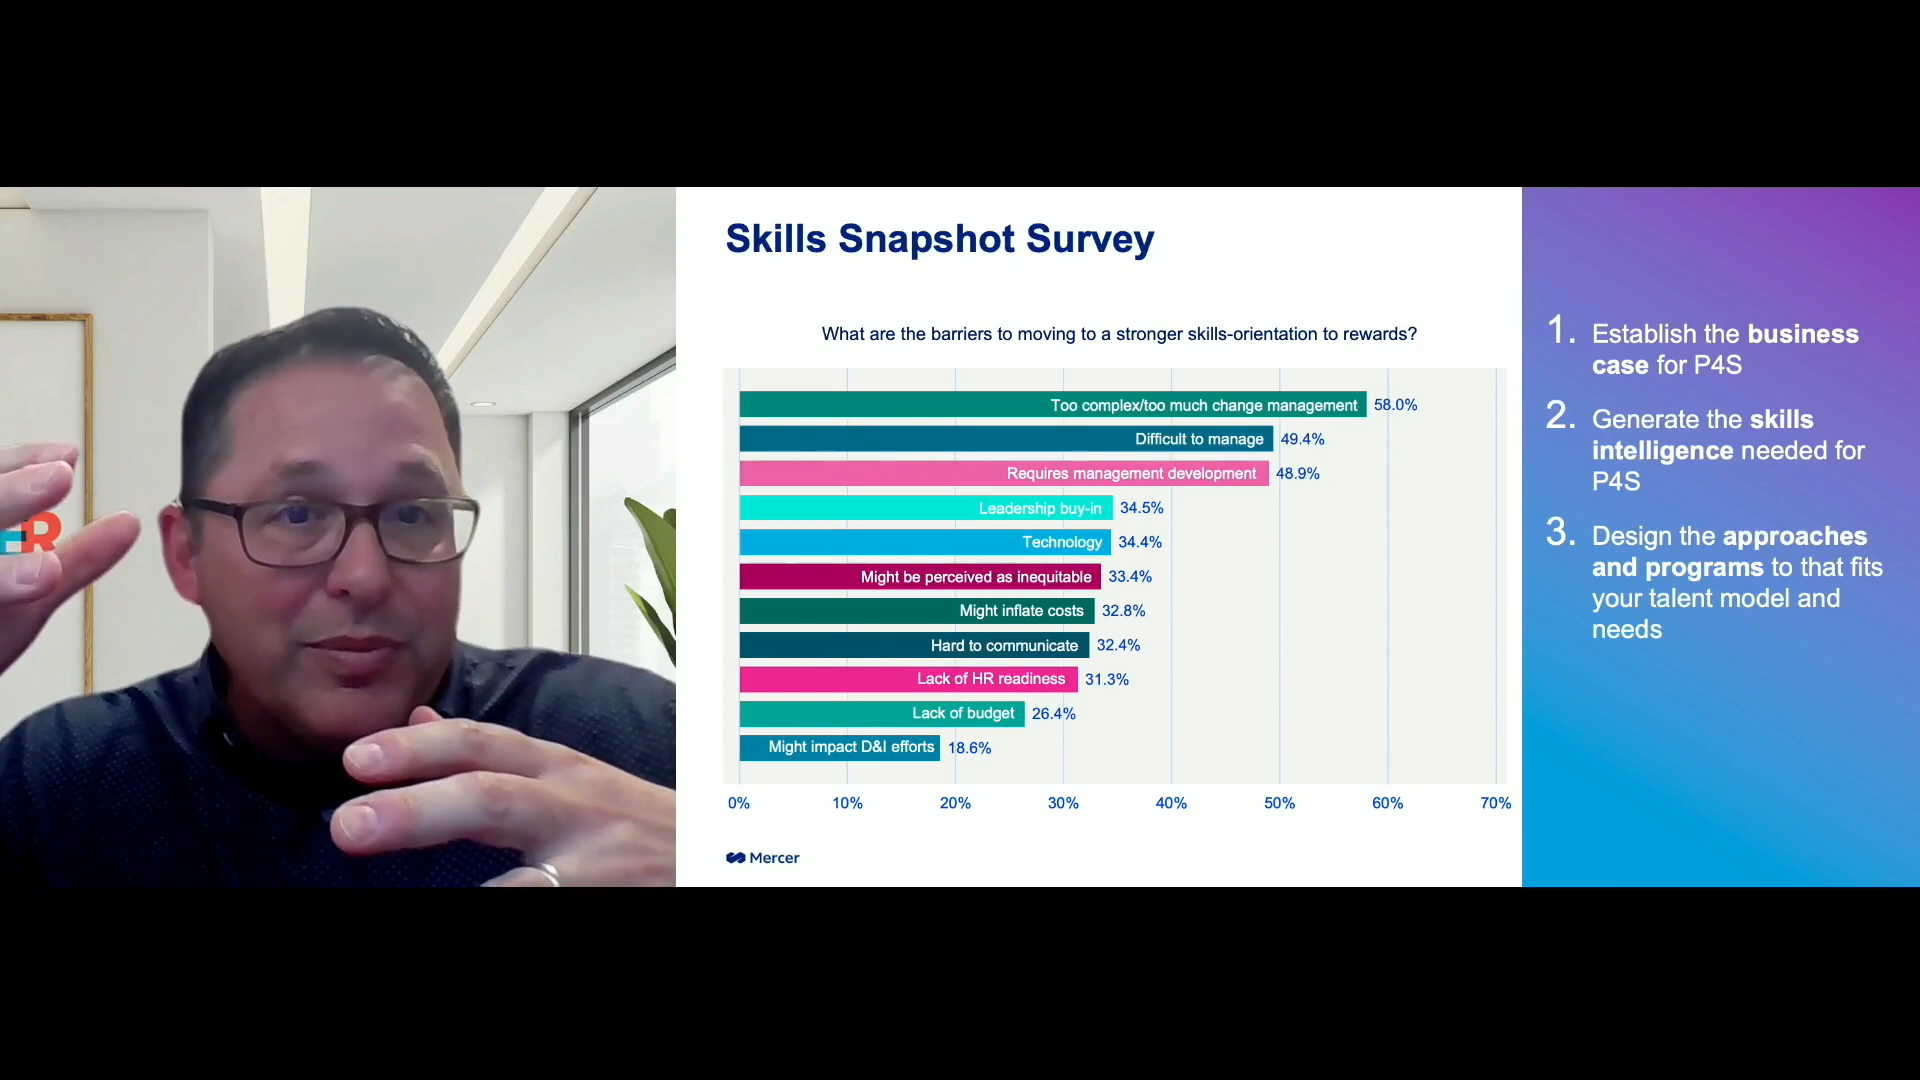 HR
Skills Snapshot Survey
What are the barriers to moving to a stronger skills-orientation to rewards?
Too complex/too much change management 58.0%
Difficult to manage 49.4%
Requires management development 48.9%
Leadership buy-in 34.5%
Technology 34.4%
Might be perceived as inequitable 33.4%
Might inflate costs 32.8%
Hard to communicate 32.4%
Lack of HR readiness 31.3%
Lack of budget 26.4%
Might impact D&I efforts 18.6%
0% 10% 20% 30% 40% 50% 60% 70%
Mercer
1. Establish the business
case for P4S
2. Generate the skills
intelligence needed for
P4S
3. Design the approaches
and programs to that fits
your talent model and
needs